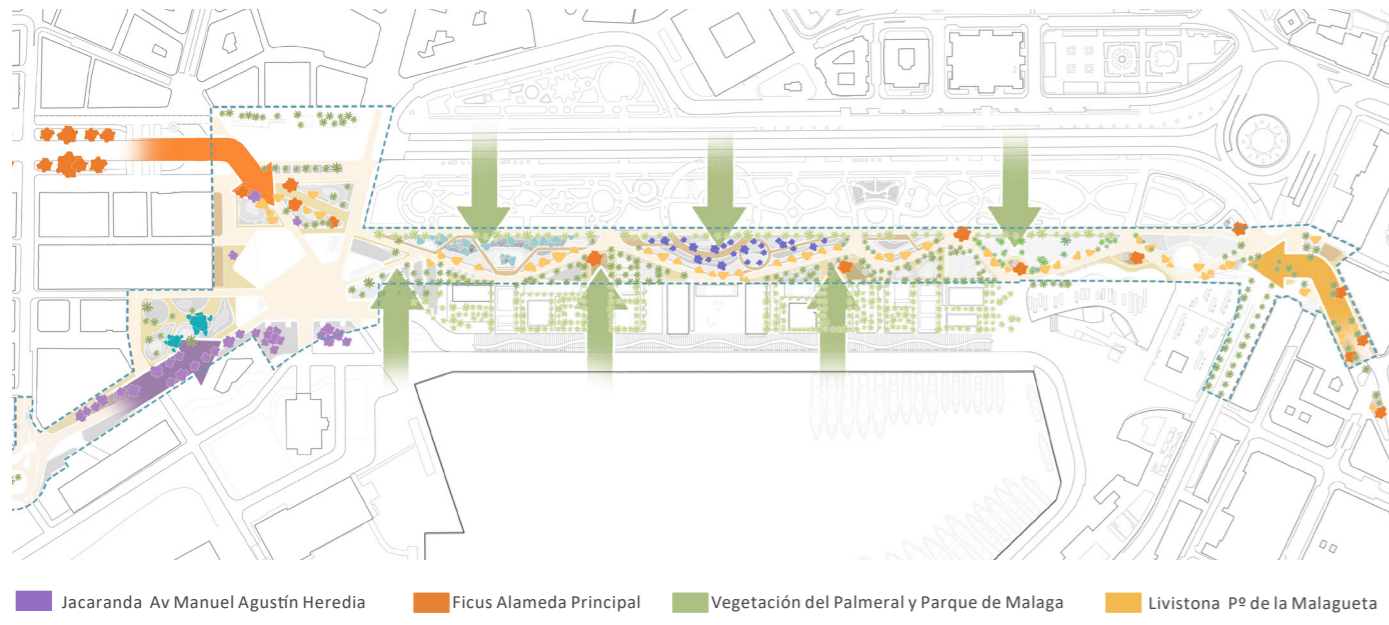 Jacaranda Av Manuel Agustín Heredia
Ficus Alameda Principal
Vegetación del Palmeral y Parque de Malaga
Livistona Pº de la Malagueta